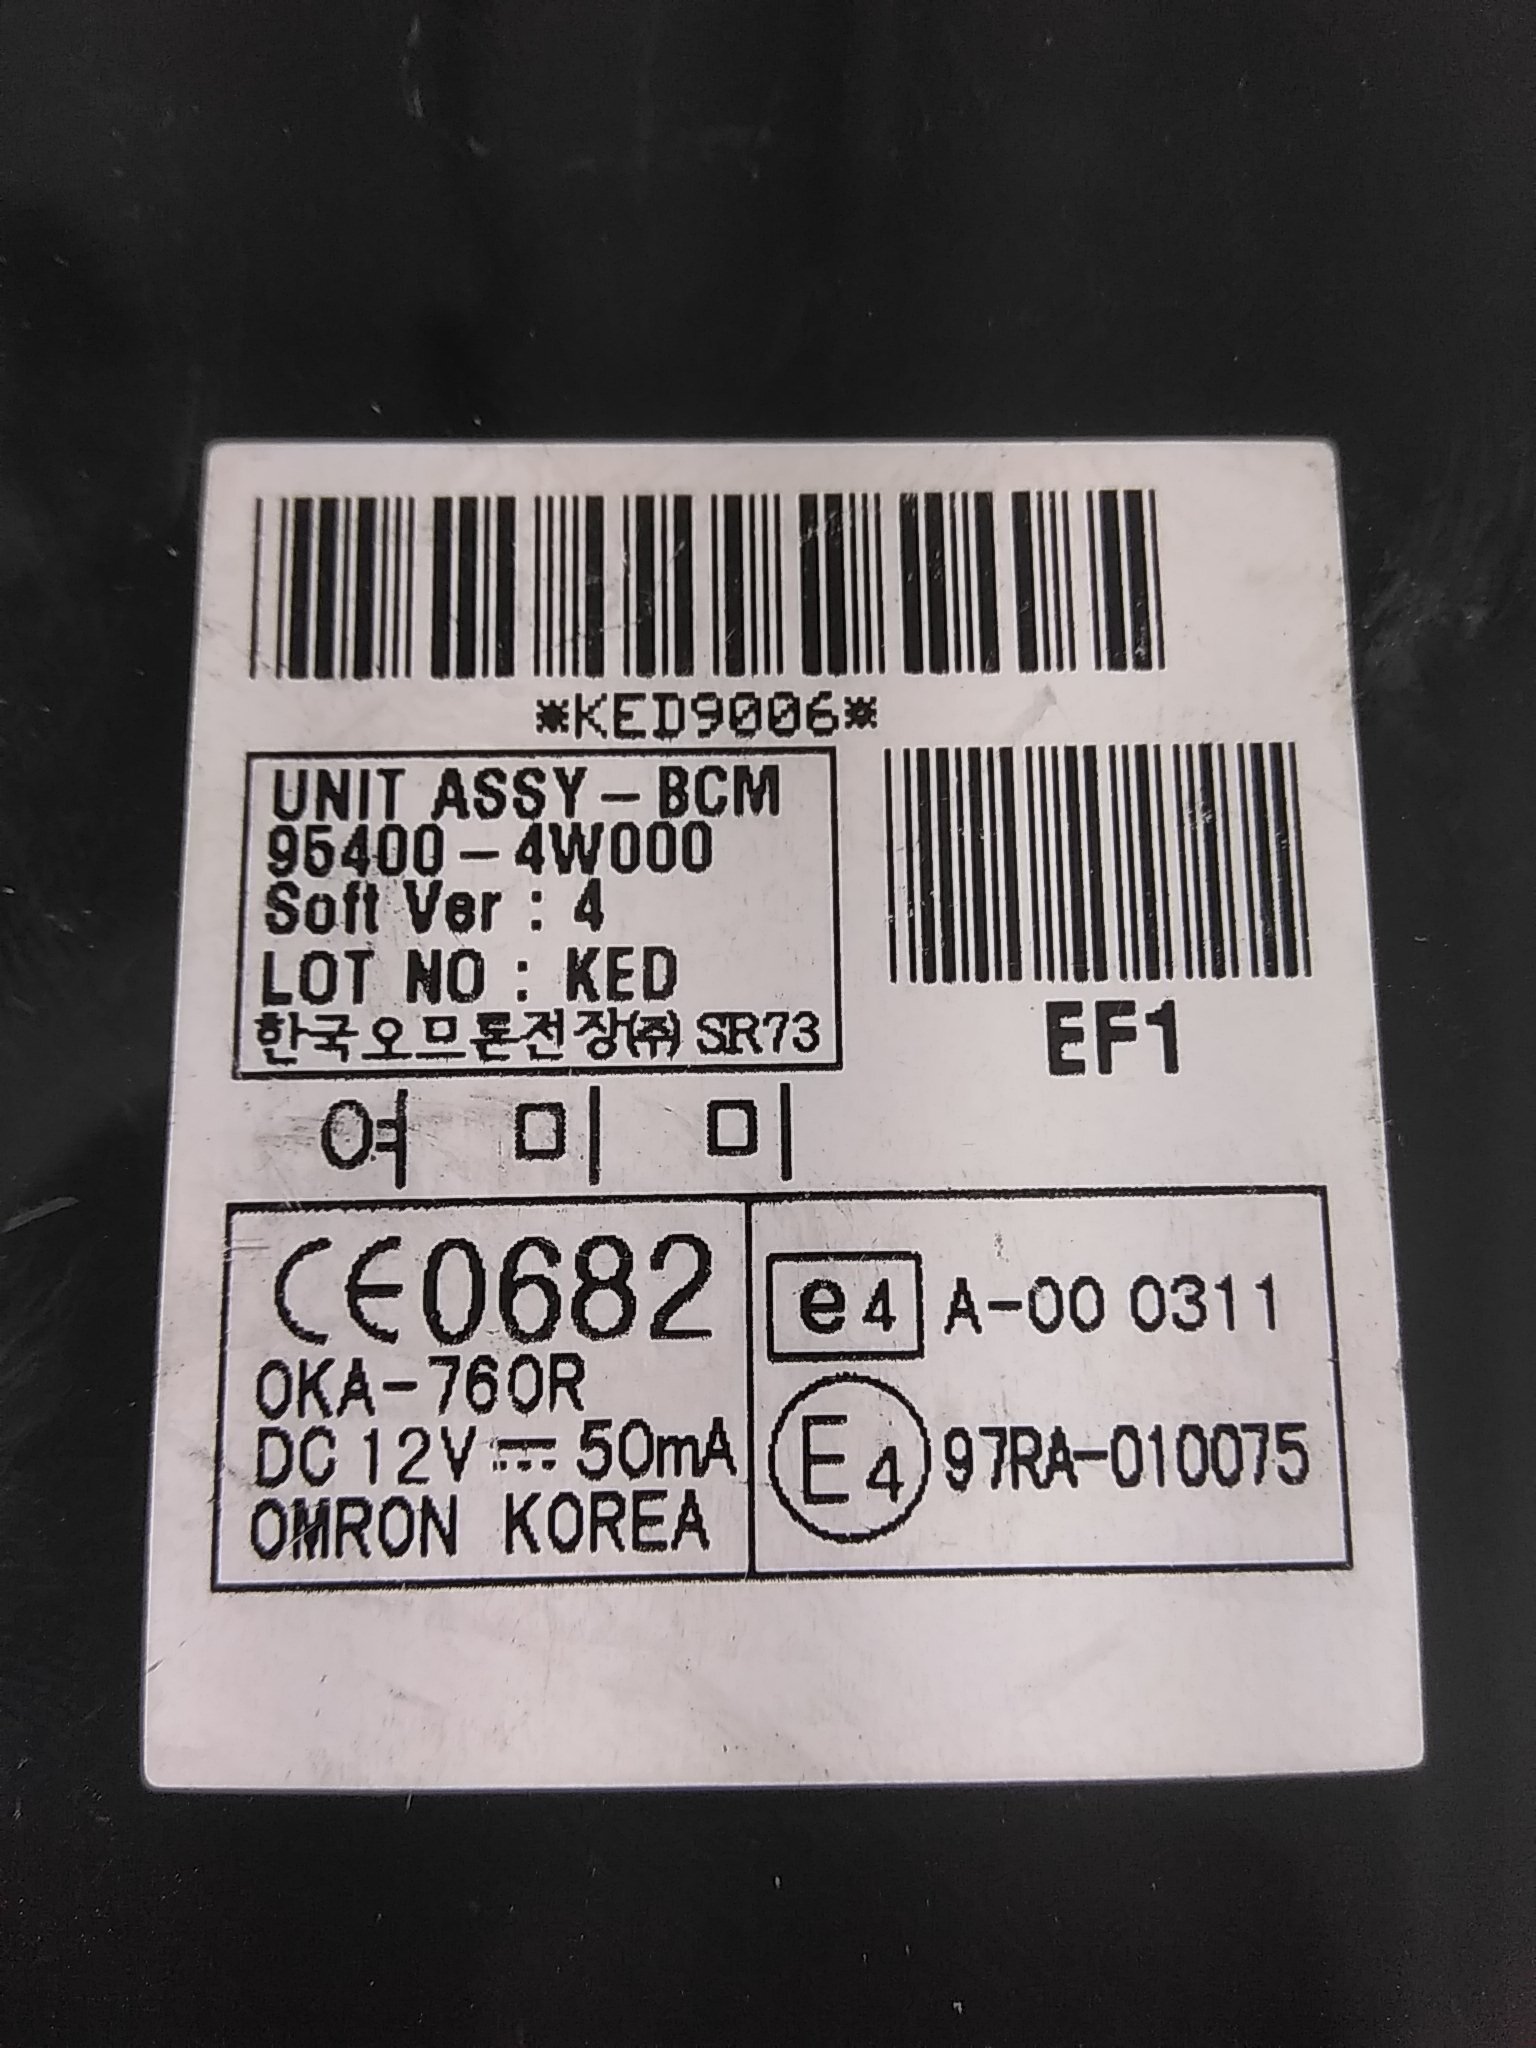 *KED9006*
UNIT ASSY-BCM
95400-4W000
Soft Ver : 4
LOT NO : KED
한국오므론전장(주) SR73
EF1
여 미 미
CE0682
OKA-760R
DC 12V ⎓ 50mA
OMRON KOREA
e4 A-00 0311
E4 97RA-010075